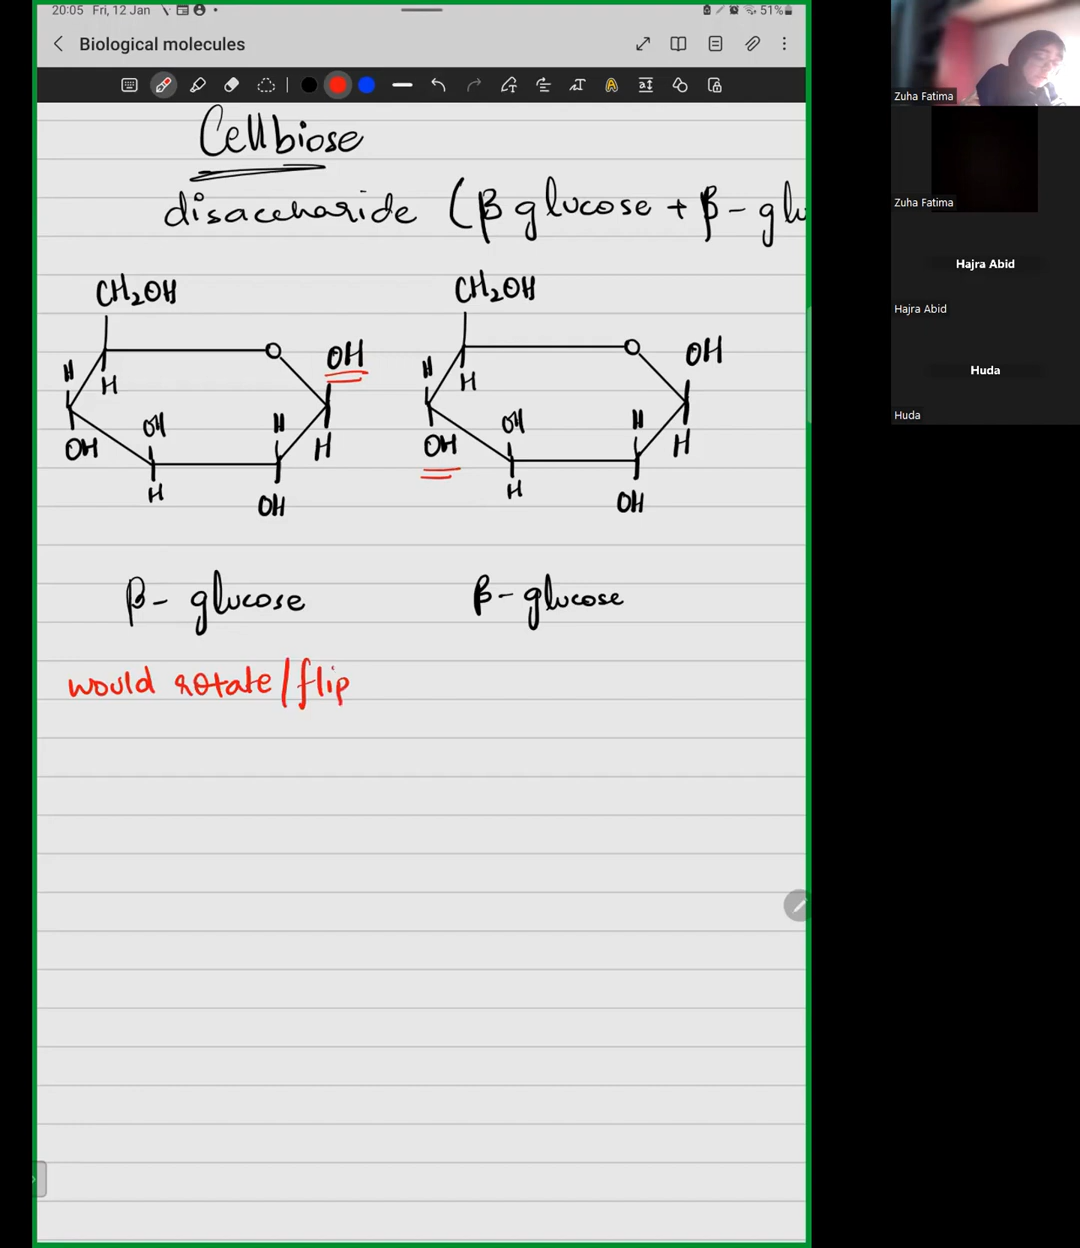 20:05 Fri, 12 Jan
51%
Biological molecules
Cellbiose
disaccharide (β glucose + β- glu
CH₂OH CH₂OH
O OH O OH
H H H H
OH OH H H OH OH H H
H OH H OH
β- glucose β- glucose
would rotate/flip
Zuha Fatima
Zuha Fatima
Hajra Abid
Hajra Abid
Huda
Huda